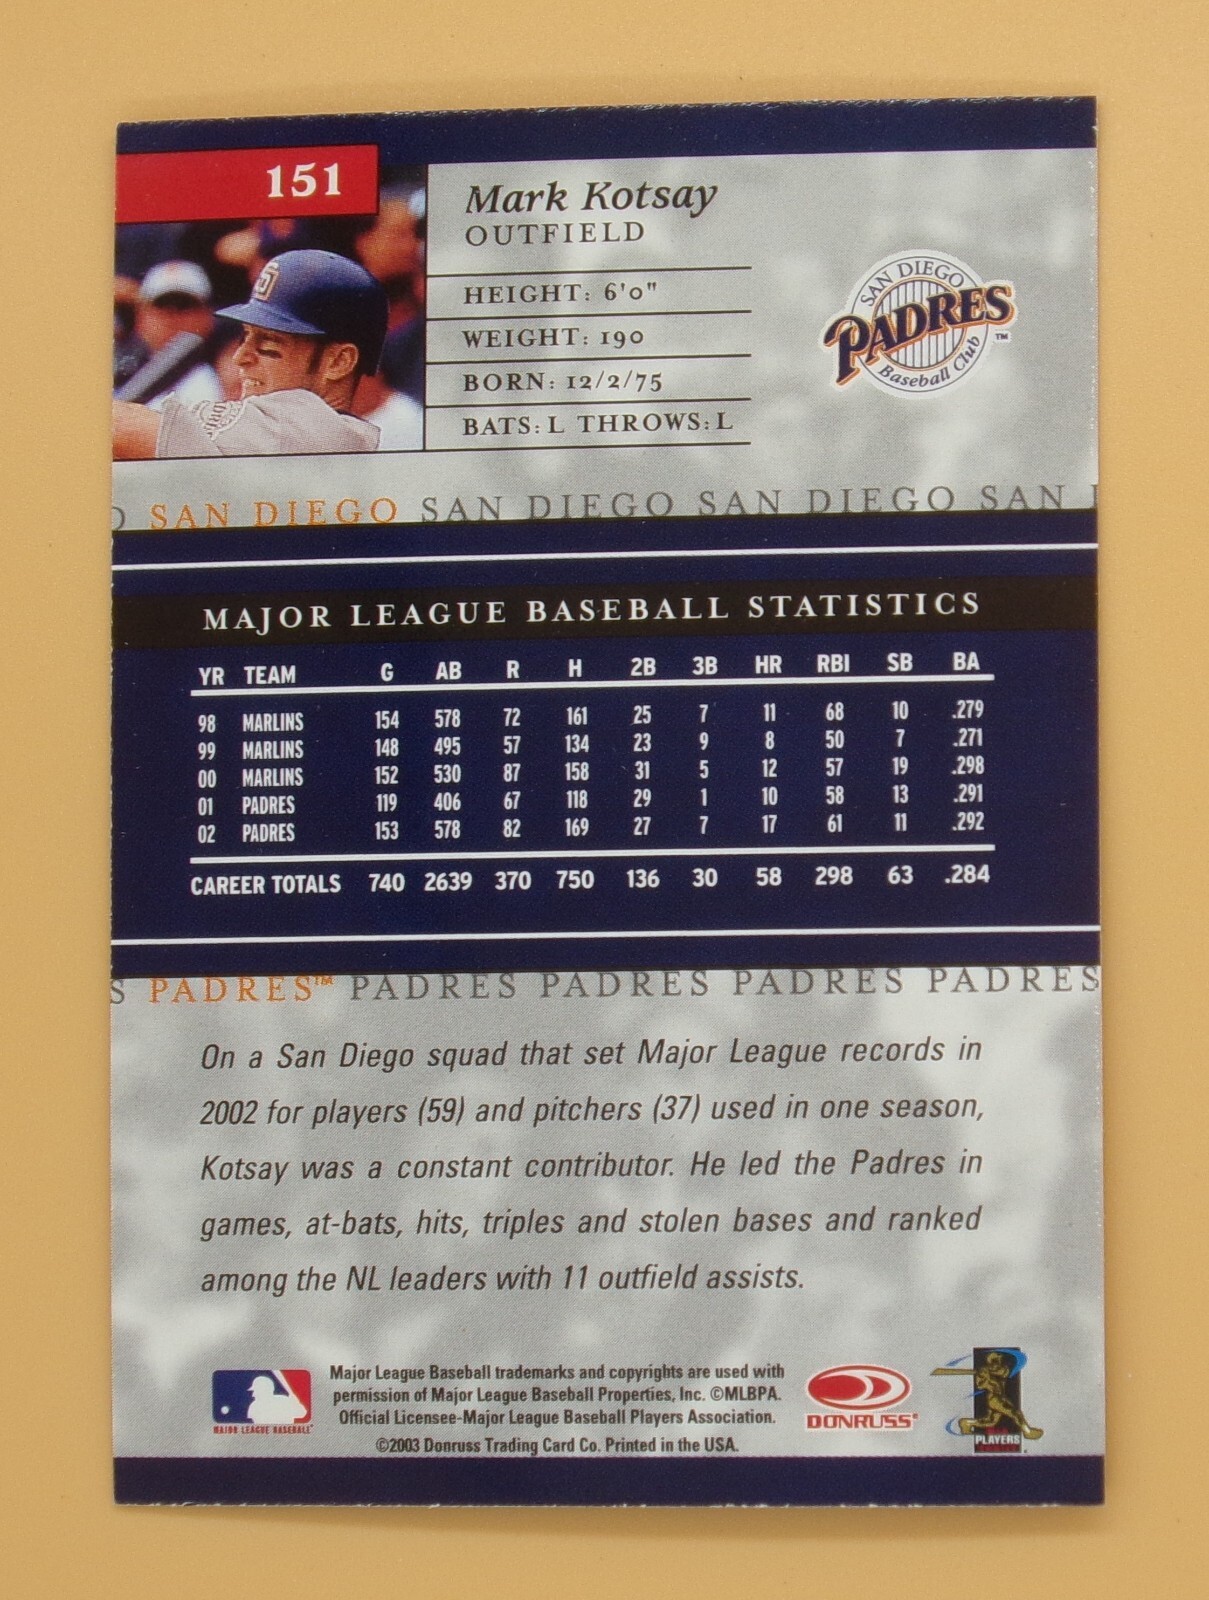 151
Mark Kotsay
OUTFIELD
HEIGHT: 6'0"
WEIGHT: 190
BORN: 12/2/75
BATS: L THROWS: L
SAN DIEGO
PADRES™
Baseball Club
O SAN DIEGO SAN DIEGO SAN DIEGO SAN
MAJOR LEAGUE BASEBALL STATISTICS
YR TEAM G AB R H 2B 3B HR RBI SB BA
98 MARLINS 154 578 72 161 25 7 11 68 10 .279
99 MARLINS 148 495 57 134 23 9 8 50 7 .271
00 MARLINS 152 530 87 158 31 5 12 57 19 .298
01 PADRES 119 406 67 118 29 1 10 58 13 .291
02 PADRES 153 578 82 169 27 7 17 61 11 .292
CAREER TOTALS 740 2639 370 750 136 30 58 298 63 .284
S PADRES™ PADRES PADRES PADRES PADRES
On a San Diego squad that set Major League records in
2002 for players (59) and pitchers (37) used in one season,
Kotsay was a constant contributor. He led the Padres in
games, at-bats, hits, triples and stolen bases and ranked
among the NL leaders with 11 outfield assists.
MAJOR LEAGUE BASEBALL
Major League Baseball trademarks and copyrights are used with
permission of Major League Baseball Properties, Inc. ©MLBPA.
Official Licensee-Major League Baseball Players Association.
©2003 Donruss Trading Card Co. Printed in the USA.
DONRUSS®
PLAYERS